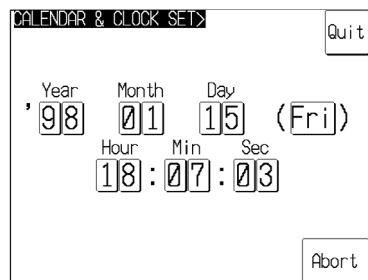 CALENDAR & CLOCK SET>
Quit
Year Month Day
'98 01 15 (Fri)
Hour Min Sec
18:07:03
Abort